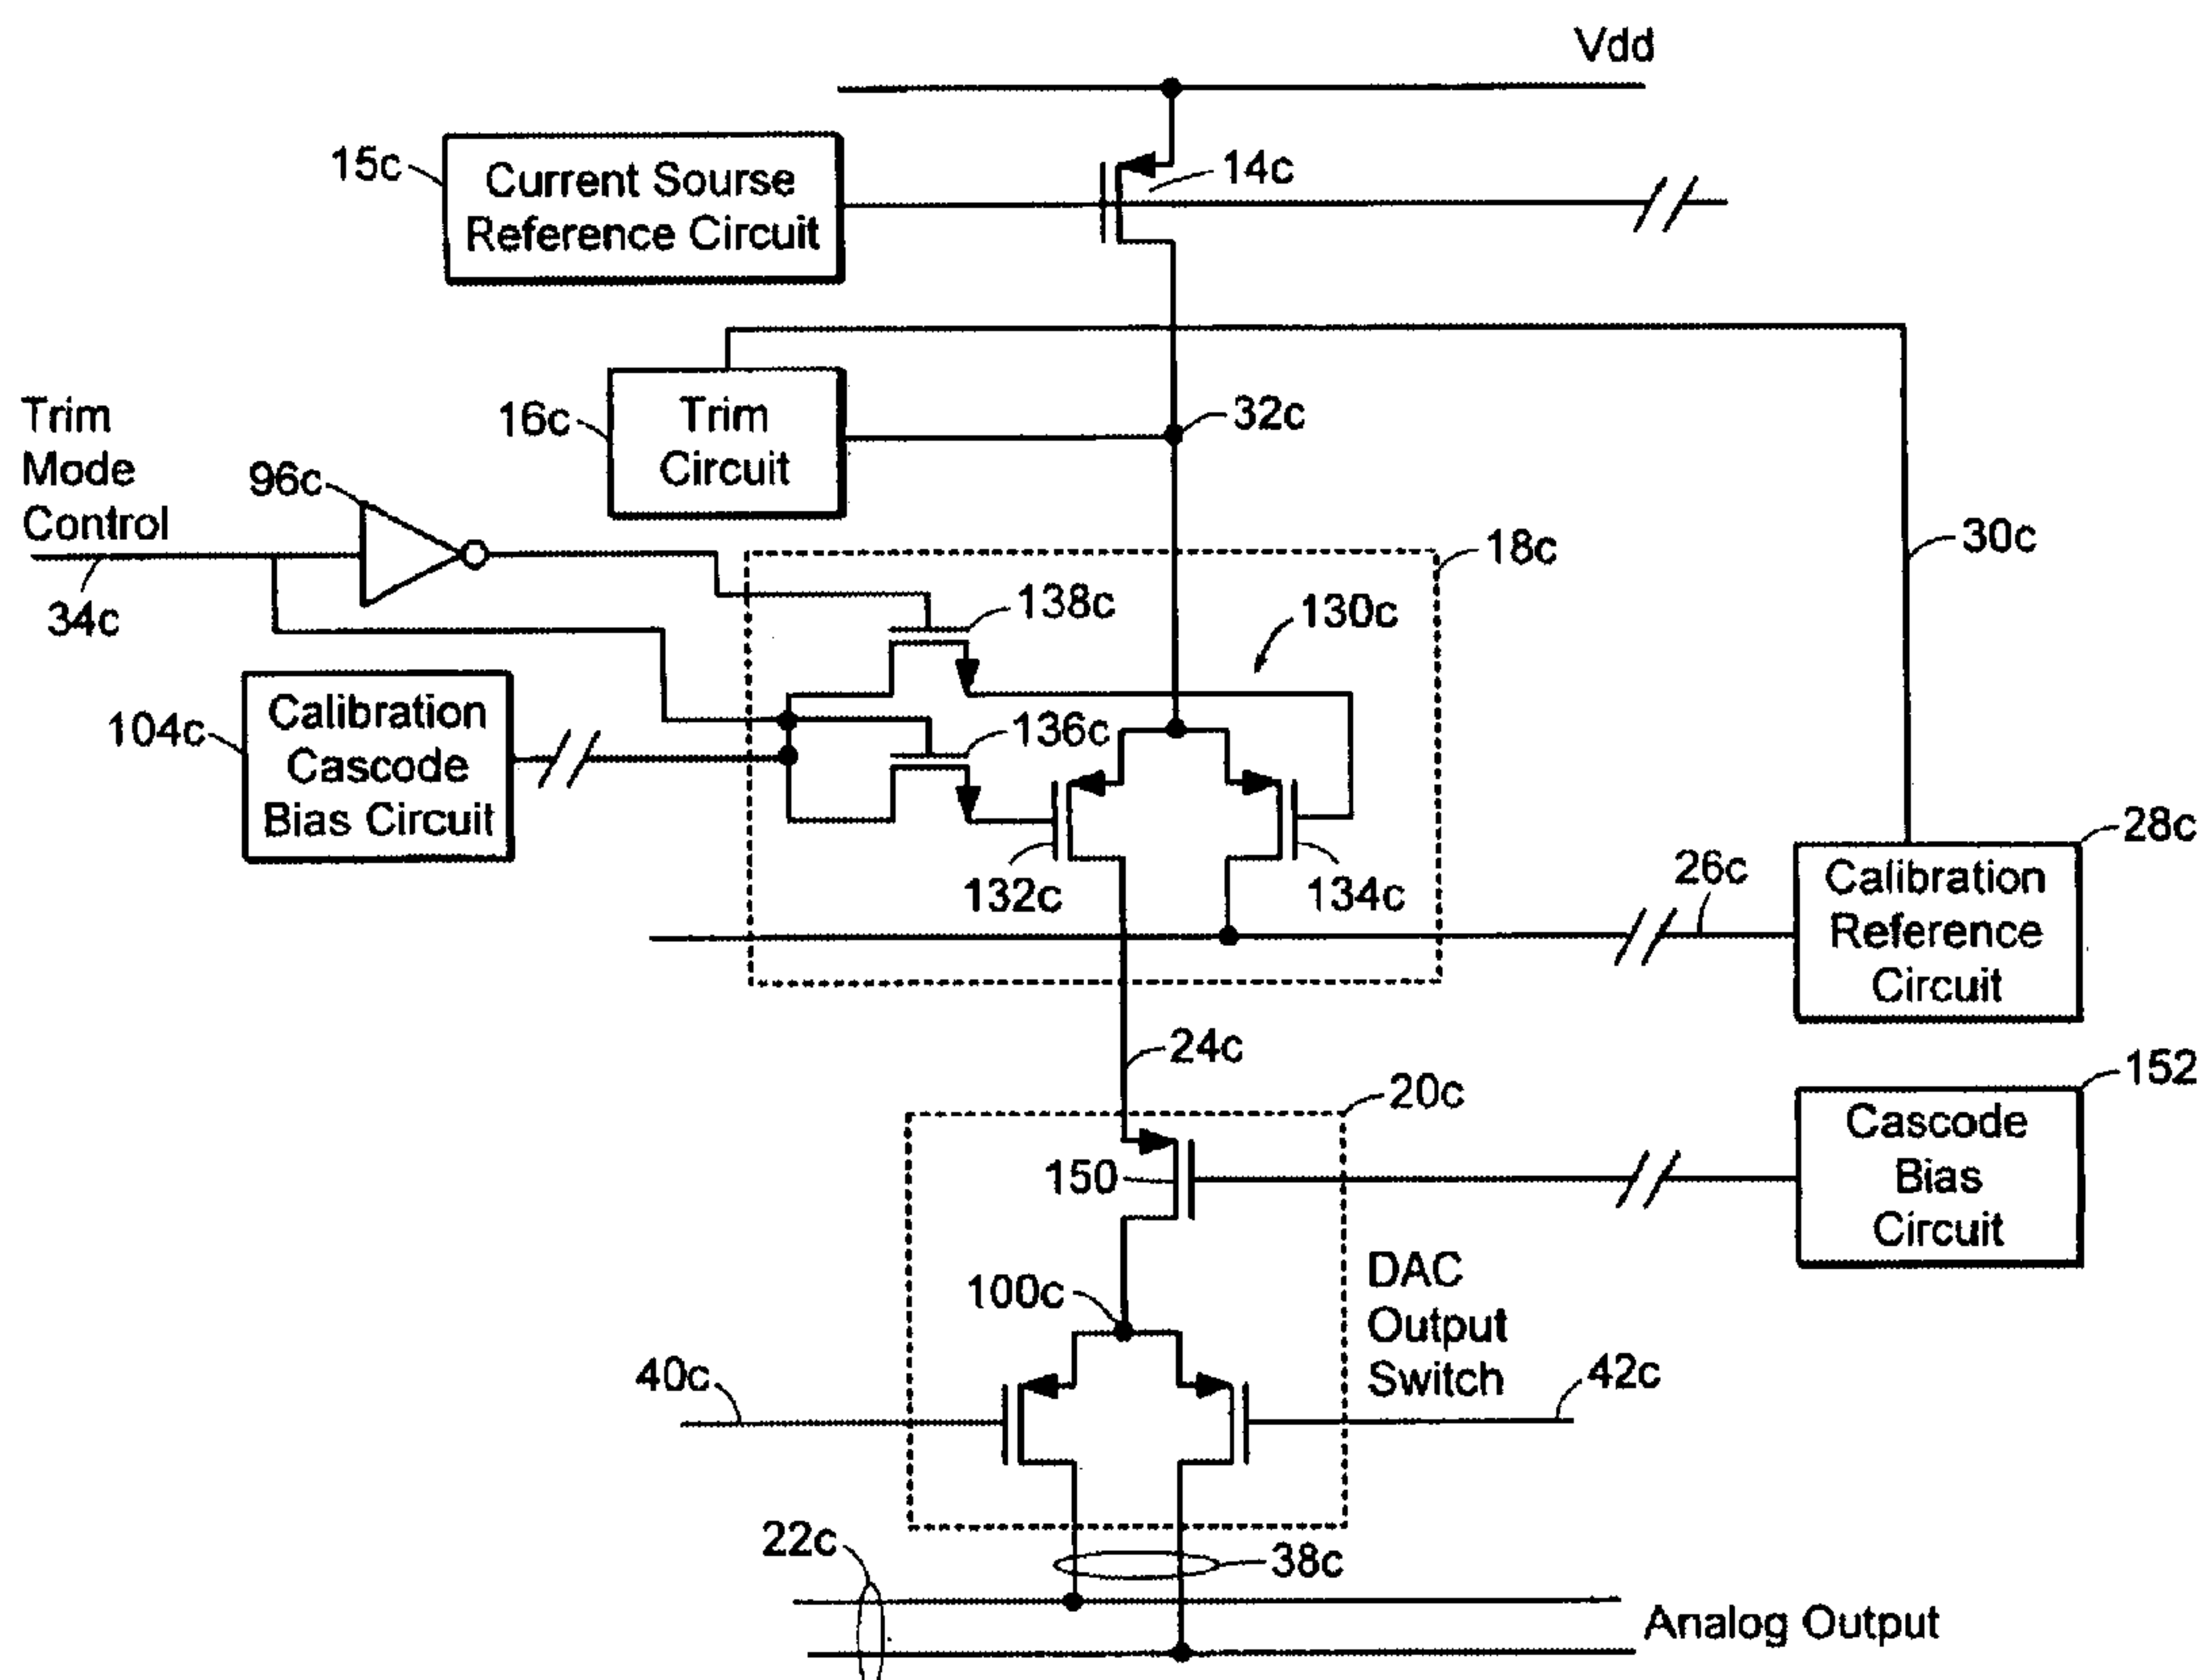 Vdd
15c
Current Sourse
Reference Circuit
14c
Trim
Mode
Control
16c
Trim
Circuit
32c
96c
34c
18c
30c
138c
130c
104c
Calibration
Cascode
Bias Circuit
136c
132c
134c
26c
28c
Calibration
Reference
Circuit
24c
20c
152
Cascode
Bias
Circuit
150
100c
DAC
Output
Switch
40c
42c
22c
38c
Analog Output